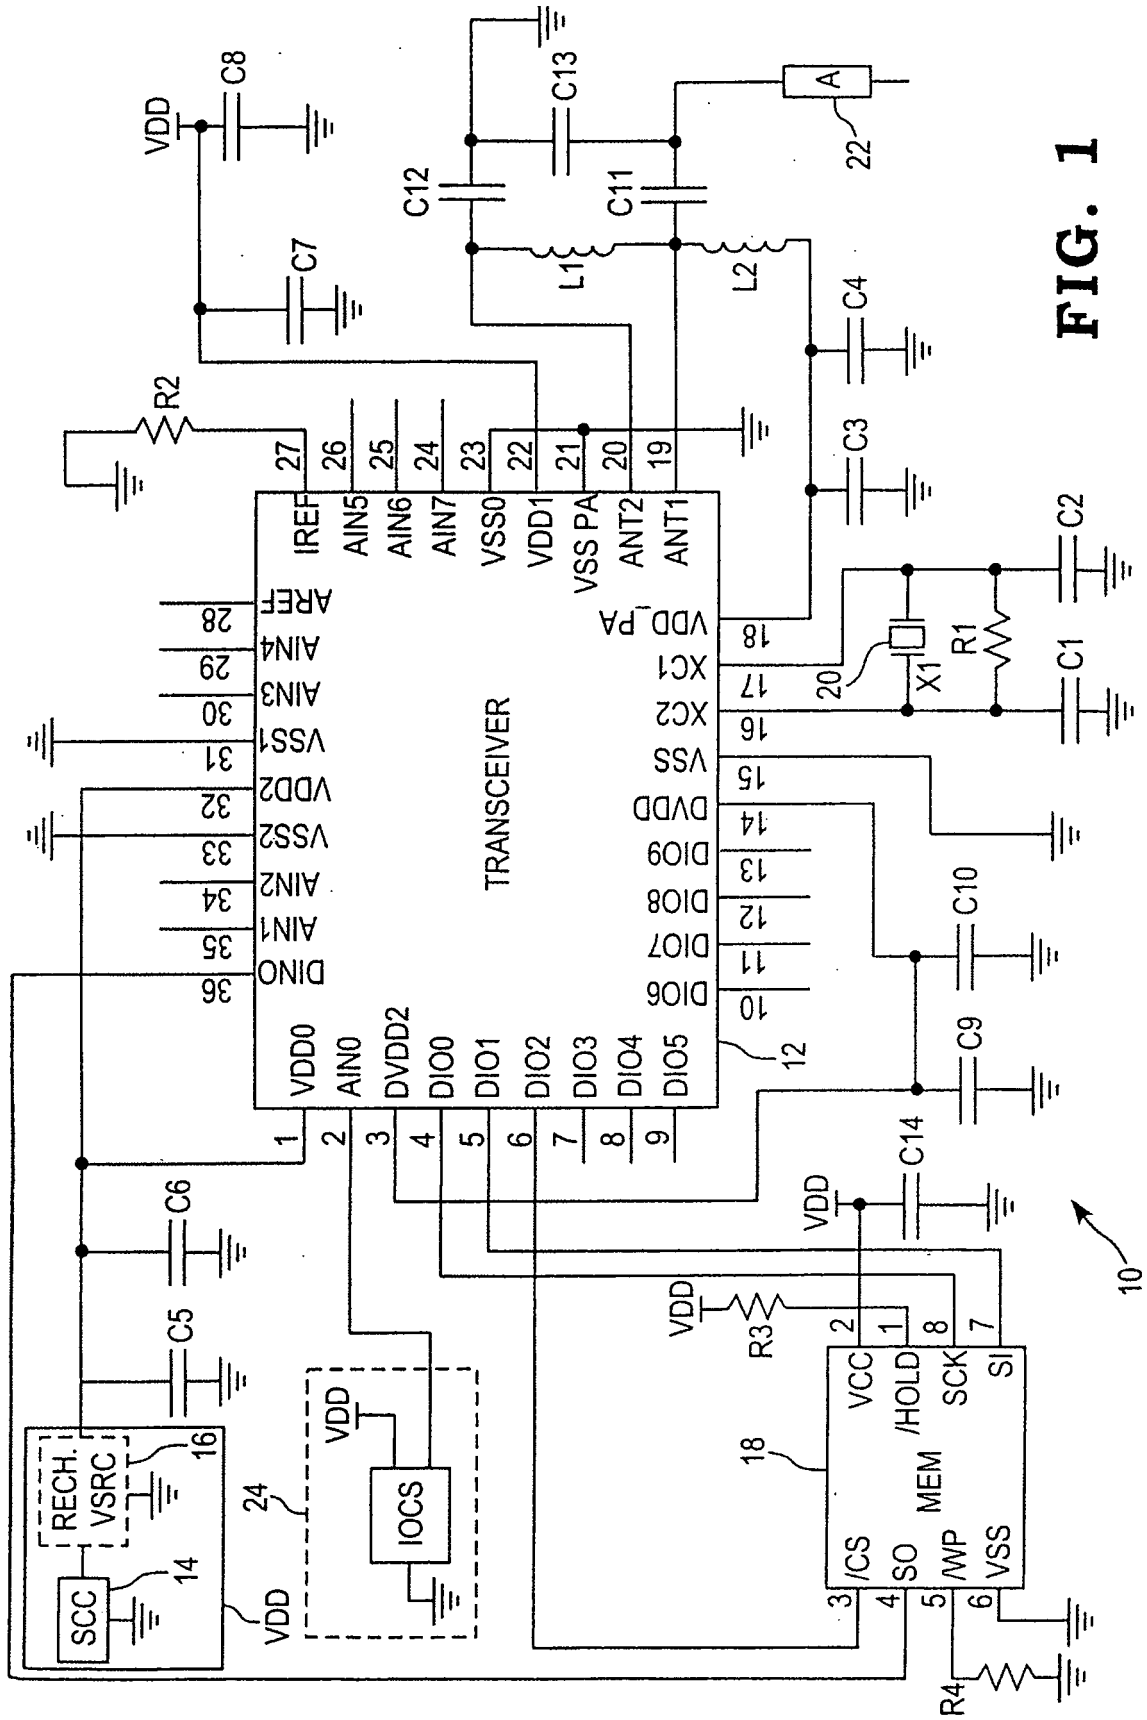 FIG. 1
10
VDD
C8
C7
R2
C12
C13
C11
L1
L2
A
22
C4
C3
C2
C1
R1
X1
20
C10
C9
TRANSCEIVER
12
27 IREF
26 AIN5
25 AIN6
24 AIN7
23 VSS0
22 VDD1
21 VSS PA
20 ANT2
19 ANT1
28 AREF
29 AIN4
30 AIN3
31 VSS1
32 VDD2
33 VSS2
34 AIN2
35 AIN1
36 DINO
1 VDD0
2 AIN0
3 DVDD2
4 DIO0
5 DIO1
6 DIO2
7 DIO3
8 DIO4
9 DIO5
10 DIO6
11 DIO7
12 DIO8
13 DIO9
14 DVDD
15 VSS
16 XC2
17 XC1
18 VDD_PA
C6
C5
RECH.
VSRC
16
SCC
14
VDD
24
VDD
IOCS
VDD
R3
VDD
C14
18
MEM
2 VCC
1 /HOLD
8 SCK
7 SI
3 /CS
4 SO
5 /WP
6 VSS
R4